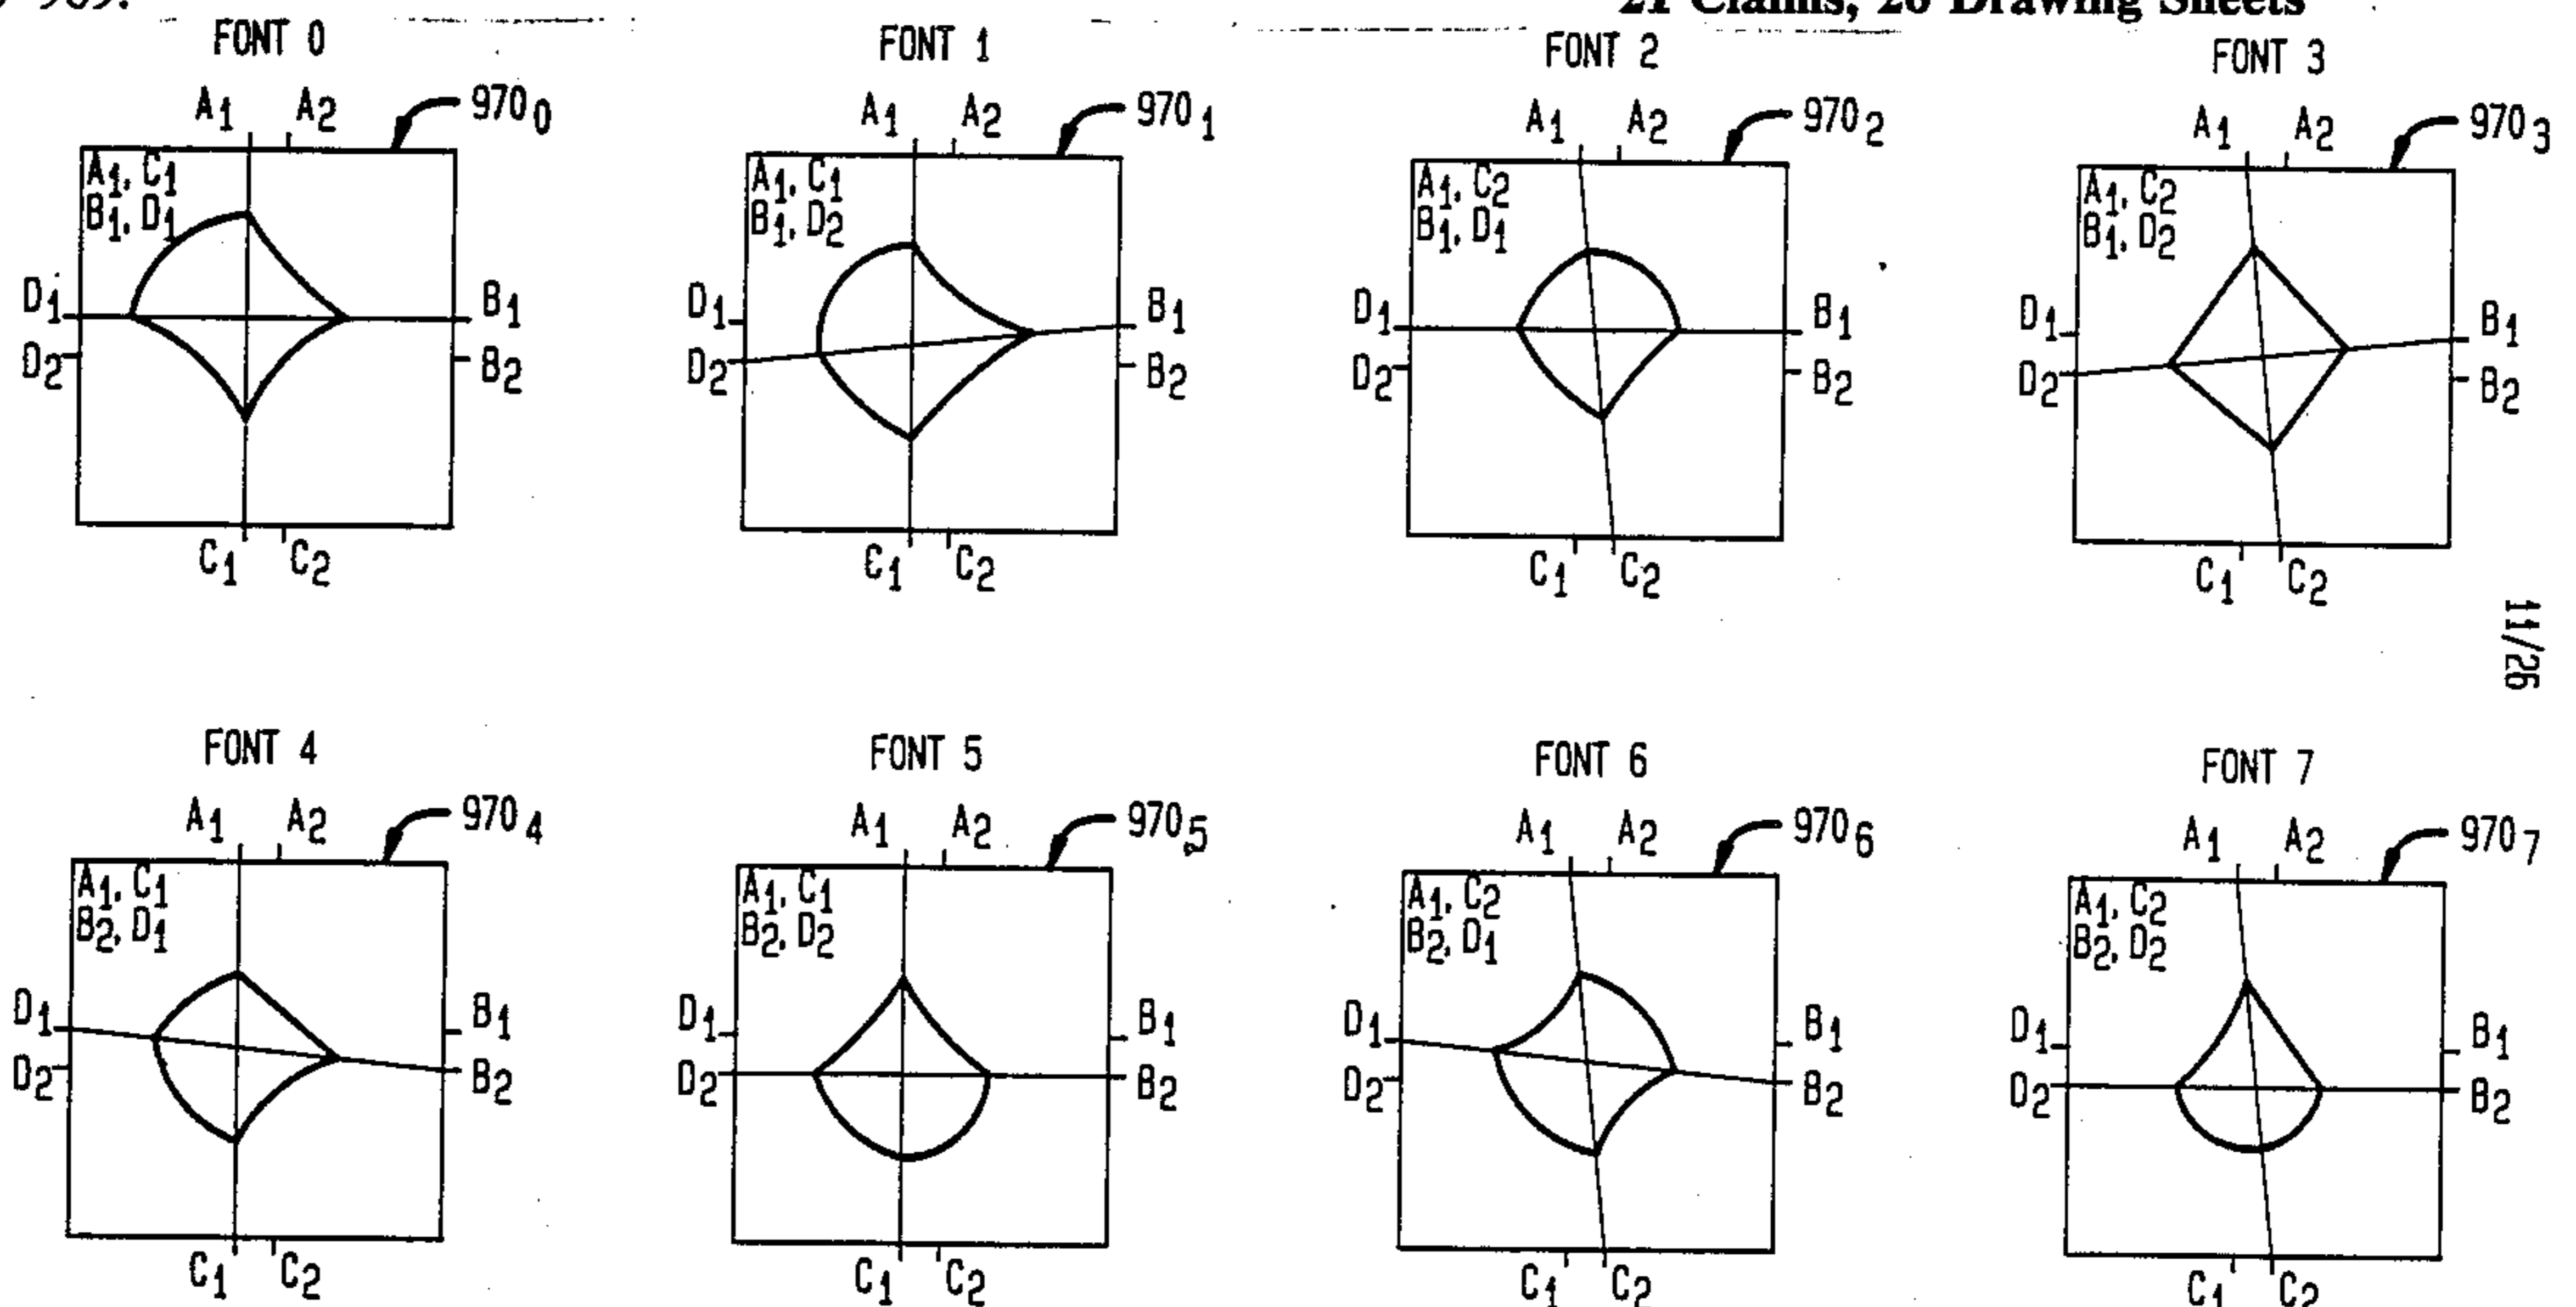 21 Claims, 26 Drawing Sheets
FONT 0
A1 A2 970 0
A1, C1
B1, D1
D1 B1
D2 B2
C1 C2
FONT 1
A1 A2 970 1
A1, C1
B1, D2
D1 B1
D2 B2
C1 C2
FONT 2
A1 A2 970 2
A1, C2
B1, D1
D1 B1
D2 B2
C1 C2
FONT 3
A1 A2 970 3
A1, C2
B1, D2
D1 B1
D2 B2
C1 C2
11/26
FONT 4
A1 A2 970 4
A1, C1
B2, D1
D1 B1
D2 B2
C1 C2
FONT 5
A1 A2 970 5
A1, C1
B2, D2
D1 B1
D2 B2
C1 C2
FONT 6
A1 A2 970 6
A1, C2
B2, D1
D1 B1
D2 B2
C1 C2
FONT 7
A1 A2 970 7
A1, C2
B2, D2
D1 B1
D2 B2
C1 C2